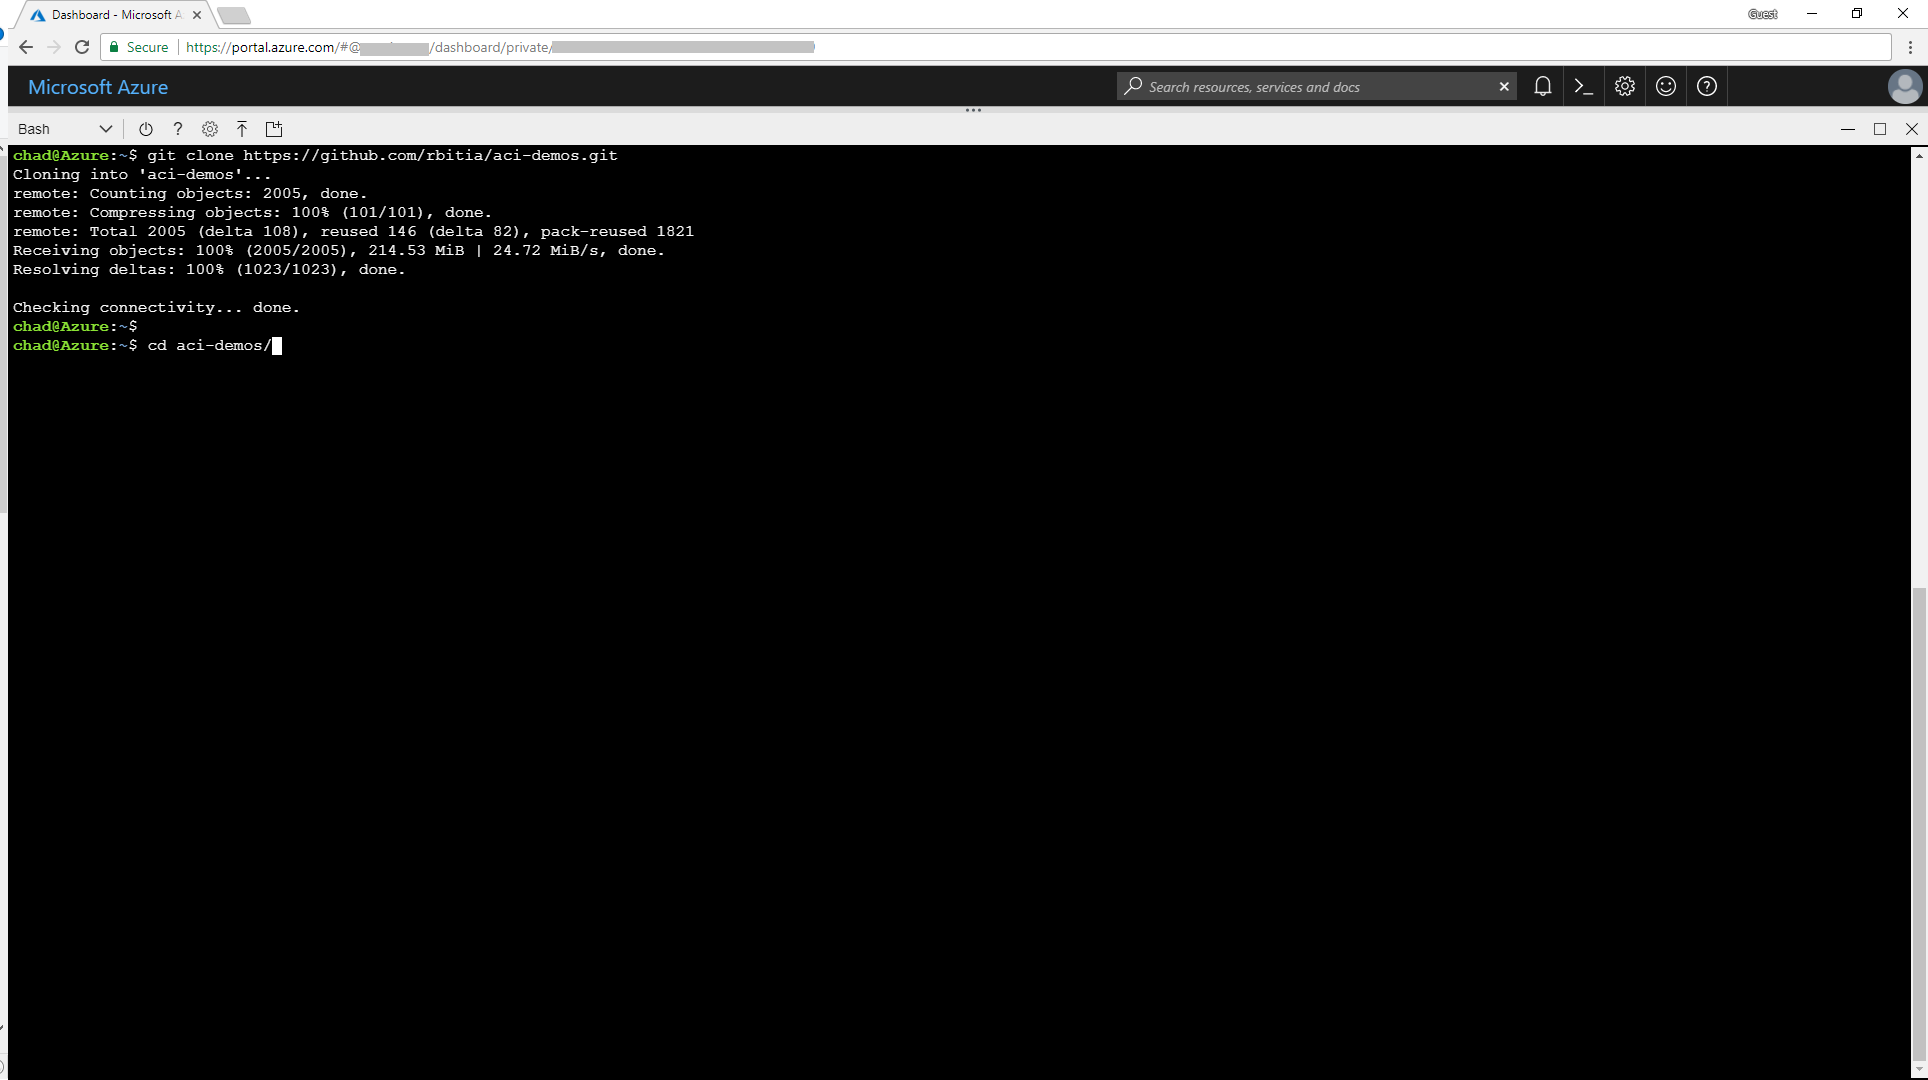 Dashboard - Microsoft A
Guest
Secure https://portal.azure.com/#@ /dashboard/private/
Microsoft Azure
Search resources, services and docs
Bash
chad@Azure:~$ git clone https://github.com/rbitia/aci-demos.git
Cloning into 'aci-demos'...
remote: Counting objects: 2005, done.
remote: Compressing objects: 100% (101/101), done.
remote: Total 2005 (delta 108), reused 146 (delta 82), pack-reused 1821
Receiving objects: 100% (2005/2005), 214.53 MiB | 24.72 MiB/s, done.
Resolving deltas: 100% (1023/1023), done.
Checking connectivity... done.
chad@Azure:~$
chad@Azure:~$ cd aci-demos/